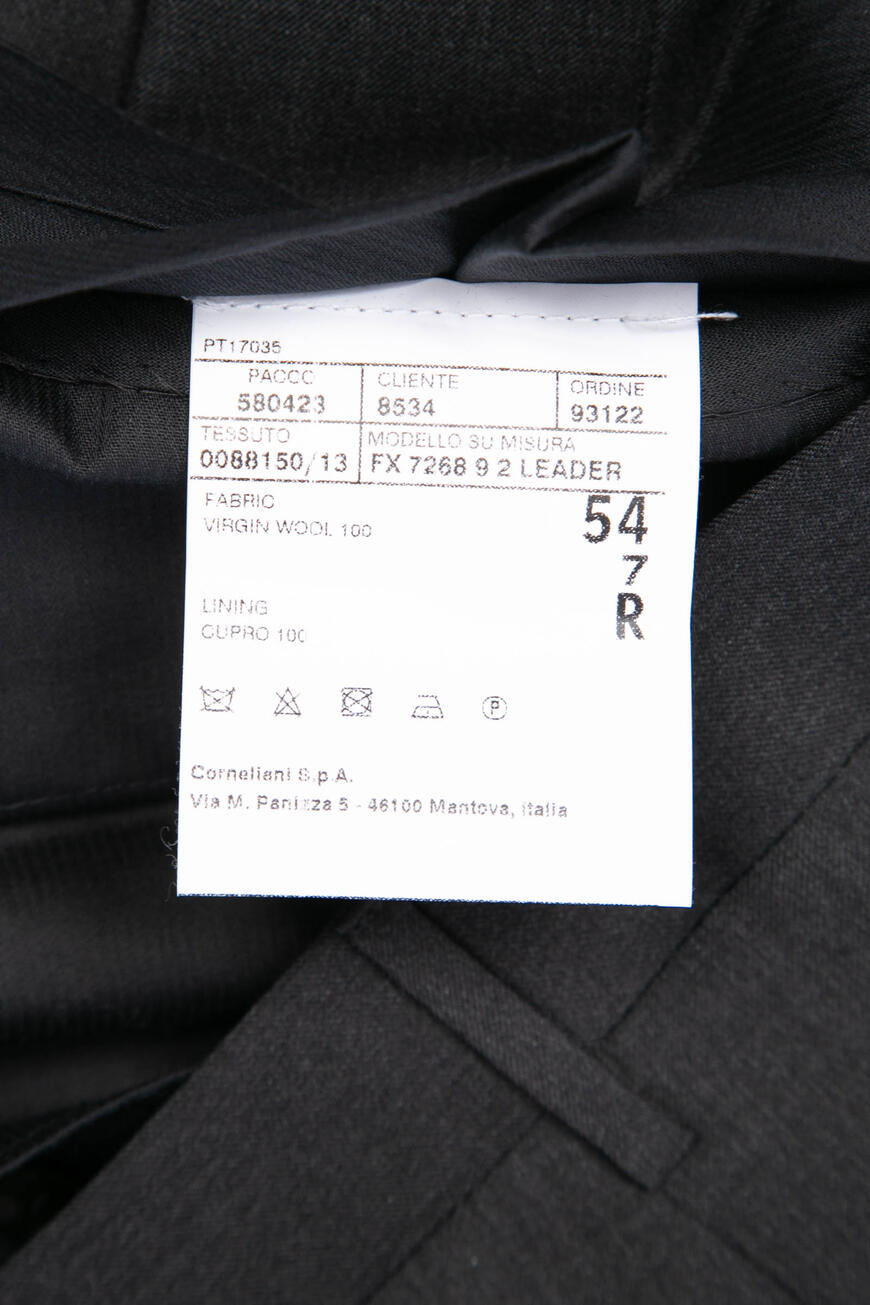 PT17035
PACCO CLIENTE ORDINE
580423 8534 93122
TESSUTO MODELLO SU MISURA
0088150/13 FX 7268 9 2 LEADER
FABRIC 54
VIRGIN WOOL 100
7
LINING R
CUPRO 100
P
Corneliani S.p.A.
Via M. Panizza 5 - 46100 Mantova, Italia